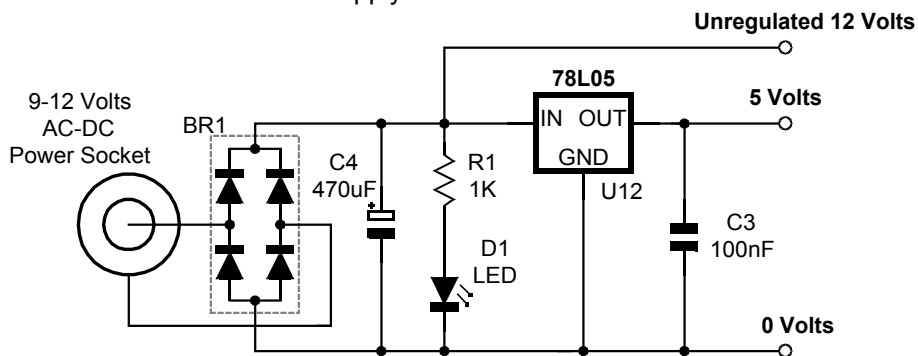 upply
Unregulated 12 Volts
78L05
5 Volts
9-12 Volts
AC-DC
Power Socket
BR1
IN OUT
GND
U12
C4
470uF
+
R1
1K
D1
LED
C3
100nF
0 Volts